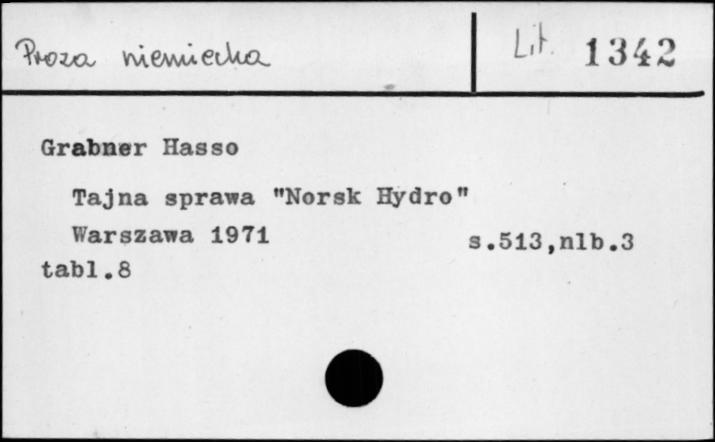 Proza niemiecka
Lit. 1342
Grabner Hasso
Tajna sprawa "Norsk Hydro"
Warszawa 1971 s.513,nlb.3
tabl.8